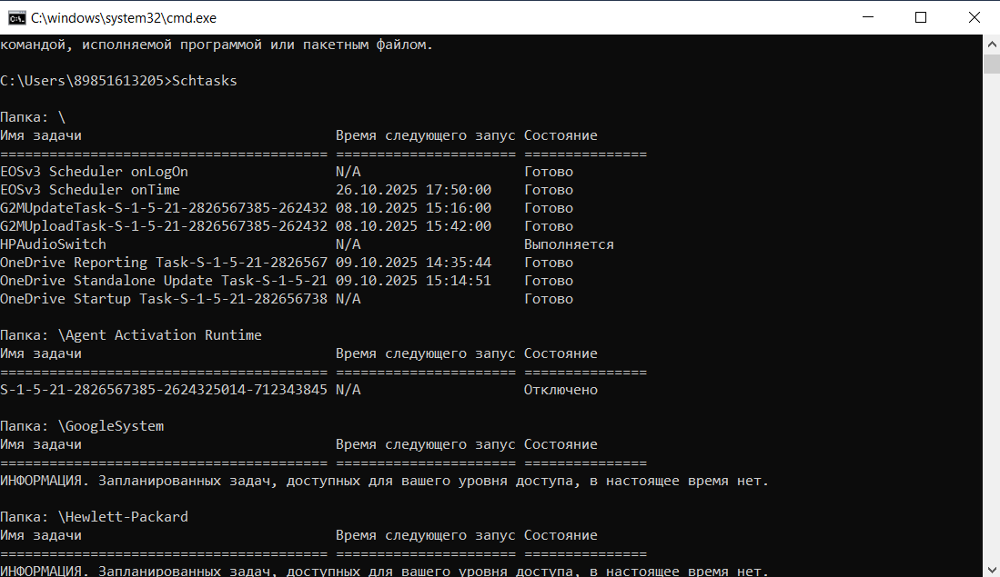 C:\windows\system32\cmd.exe
командой, исполняемой программой или пакетным файлом.
C:\Users\89851613205>Schtasks
Папка: \
Имя задачи                               Время следующего запус Состояние
======================================== ====================== ===============
EOSv3 Scheduler onLogOn                  N/A                    Готово
EOSv3 Scheduler onTime                   26.10.2025 17:50:00    Готово
G2MUpdateTask-S-1-5-21-2826567385-262432 08.10.2025 15:16:00    Готово
G2MUploadTask-S-1-5-21-2826567385-262432 08.10.2025 15:42:00    Готово
HPAudioSwitch                            N/A                    Выполняется
OneDrive Reporting Task-S-1-5-21-2826567 09.10.2025 14:35:44    Готово
OneDrive Standalone Update Task-S-1-5-21 09.10.2025 15:14:51    Готово
OneDrive Startup Task-S-1-5-21-282656738 N/A                    Готово
Папка: \Agent Activation Runtime
Имя задачи                               Время следующего запус Состояние
======================================== ====================== ===============
S-1-5-21-2826567385-2624325014-712343845 N/A                    Отключено
Папка: \GoogleSystem
Имя задачи                               Время следующего запус Состояние
======================================== ====================== ===============
ИНФОРМАЦИЯ. Запланированных задач, доступных для вашего уровня доступа, в настоящее время нет.
Папка: \Hewlett-Packard
Имя задачи                               Время следующего запус Состояние
======================================== ====================== ===============
ИНФОРМАЦИЯ. Запланированных задач, доступных для вашего уровня доступа, в настоящее время нет.